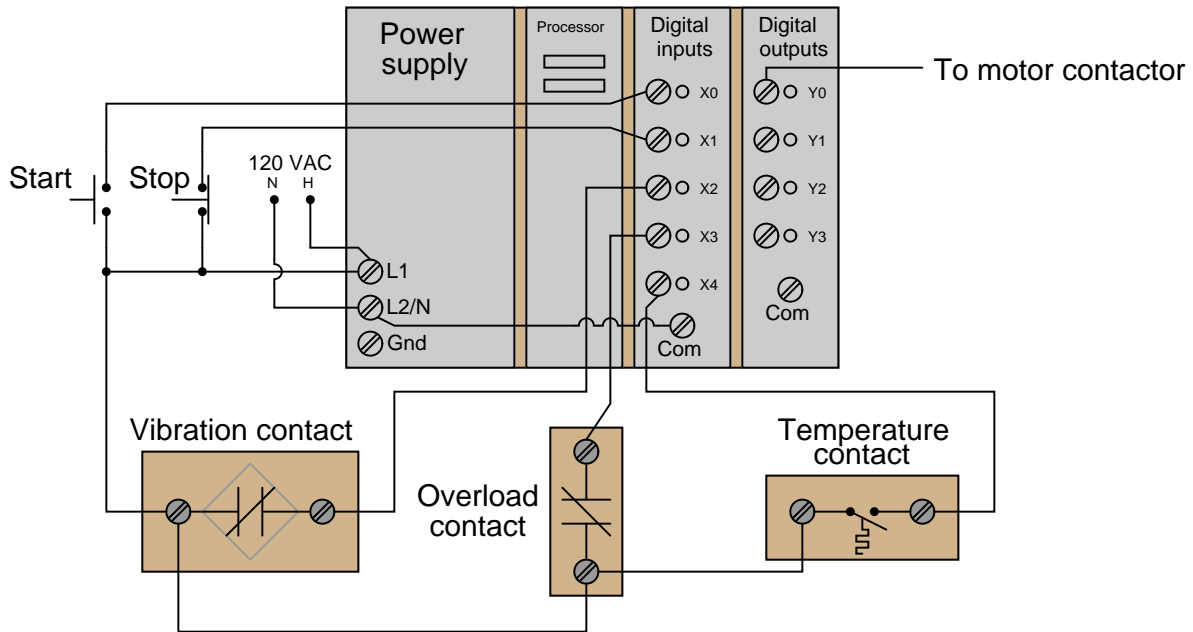 Power
supply
Processor
Digital
inputs
Digital
outputs
To motor contactor
X0
Y0
X1
Y1
Start
Stop
120 VAC
N
H
X2
Y2
X3
Y3
L1
X4
L2/N
Com
Com
Gnd
Vibration contact
Overload
contact
Temperature
contact